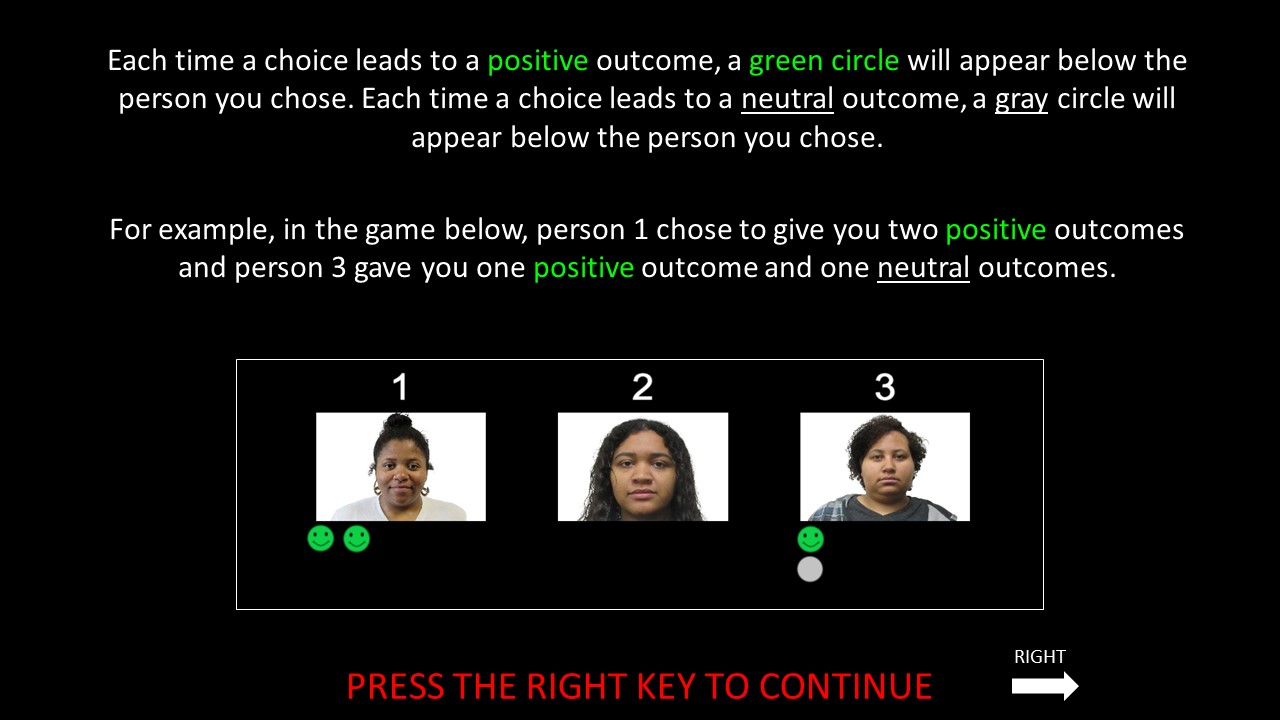 Each time a choice leads to a positive outcome, a green circle will appear below the
person you chose. Each time a choice leads to a neutral outcome, a gray circle will
appear below the person you chose.
For example, in the game below, person 1 chose to give you two positive outcomes
and person 3 gave you one positive outcome and one neutral outcomes.
1 2 3
RIGHT
PRESS THE RIGHT KEY TO CONTINUE